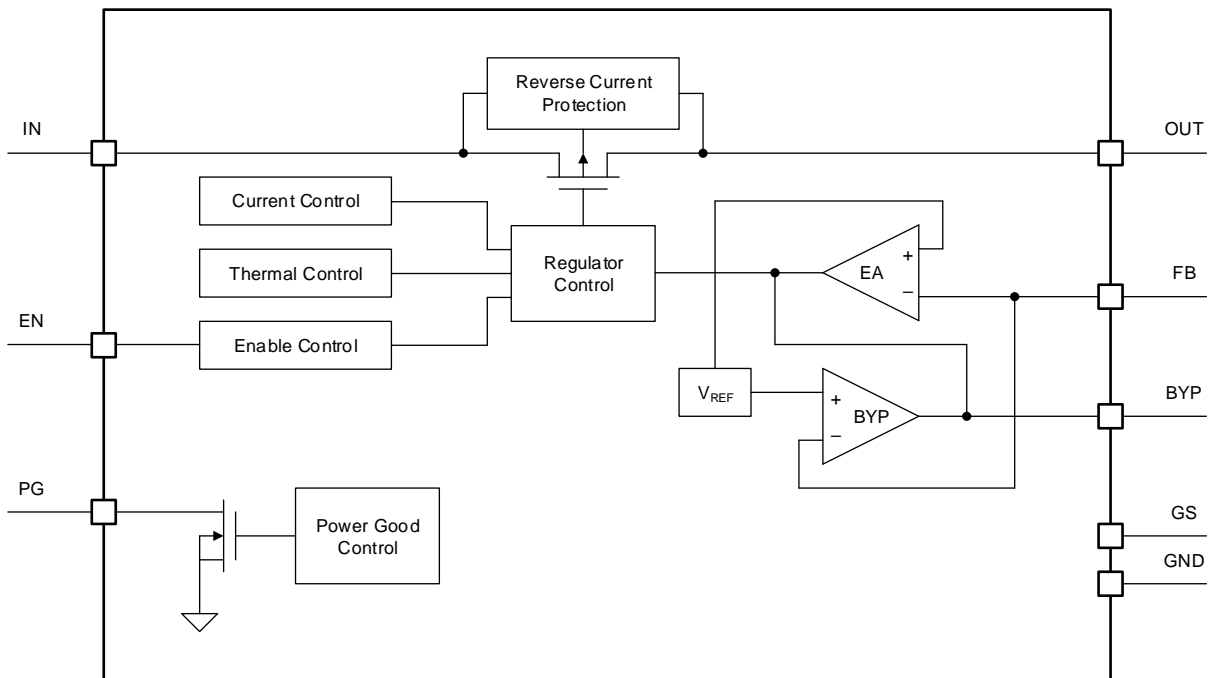 Reverse Current
Protection
IN
OUT
Current Control
Regulator
Control
EA
+
−
Thermal Control
FB
EN
Enable Control
VREF
+
BYP
−
BYP
PG
Power Good
Control
GS
GND